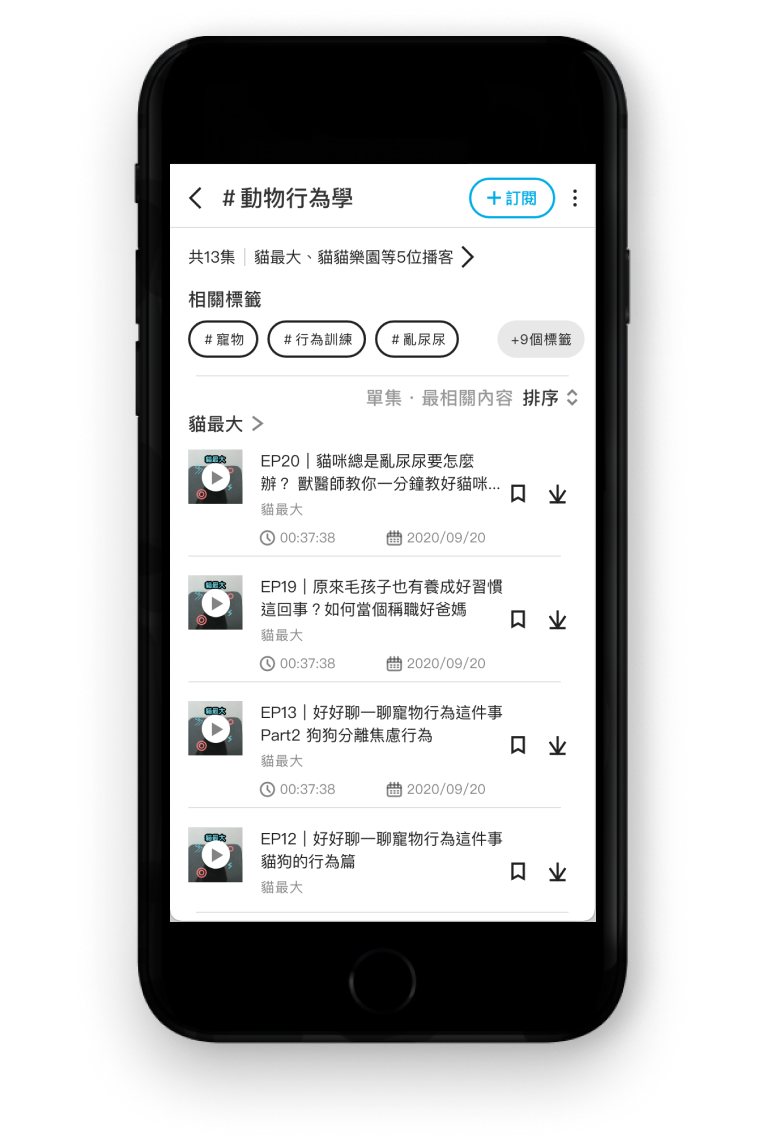 #動物行為學
+訂閱
共13集｜貓最大、貓貓樂園等5位播客
相關標籤
#寵物
#行為訓練
#亂尿尿
+9個標籤
單集·最相關內容 排序
貓最大
貓最大
EP20｜貓咪總是亂尿尿要怎麼
辦？ 獸醫師教你一分鐘教好貓咪...
貓最大
00:37:38
2020/09/20
貓最大
EP19｜原來毛孩子也有養成好習慣
這回事？如何當個稱職好爸媽
貓最大
00:37:38
2020/09/20
貓最大
EP13｜好好聊一聊寵物行為這件事
Part2 狗狗分離焦慮行為
貓最大
00:37:38
2020/09/20
貓最大
EP12｜好好聊一聊寵物行為這件事
貓狗的行為篇
貓最大